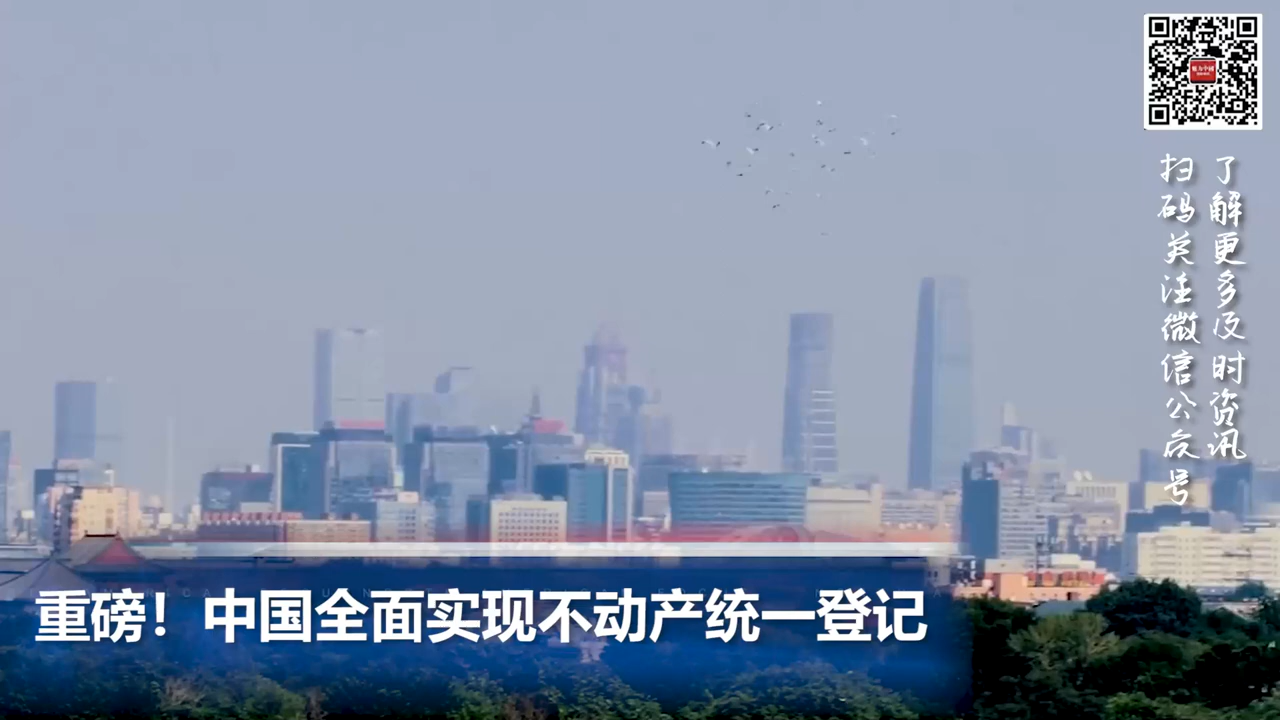 了解更多及时资讯
扫码关注微信公众号
重磅！中国全面实现不动产统一登记